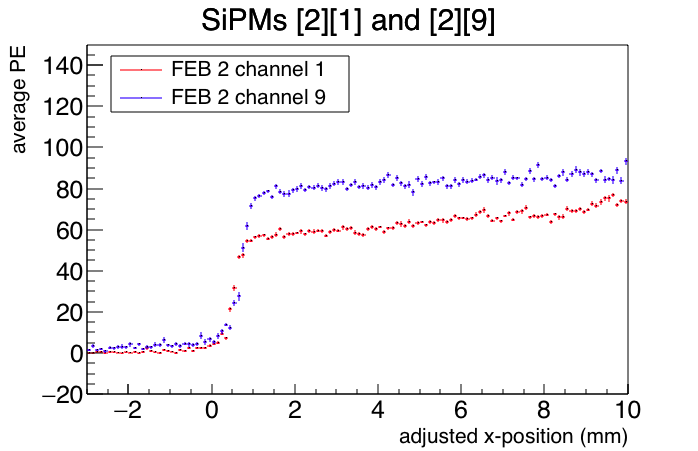 SiPMs [2][1] and [2][9]
average PE
FEB 2 channel 1
FEB 2 channel 9
140
120
100
80
60
40
20
0
−20
−2 0 2 4 6 8 10
adjusted x-position (mm)